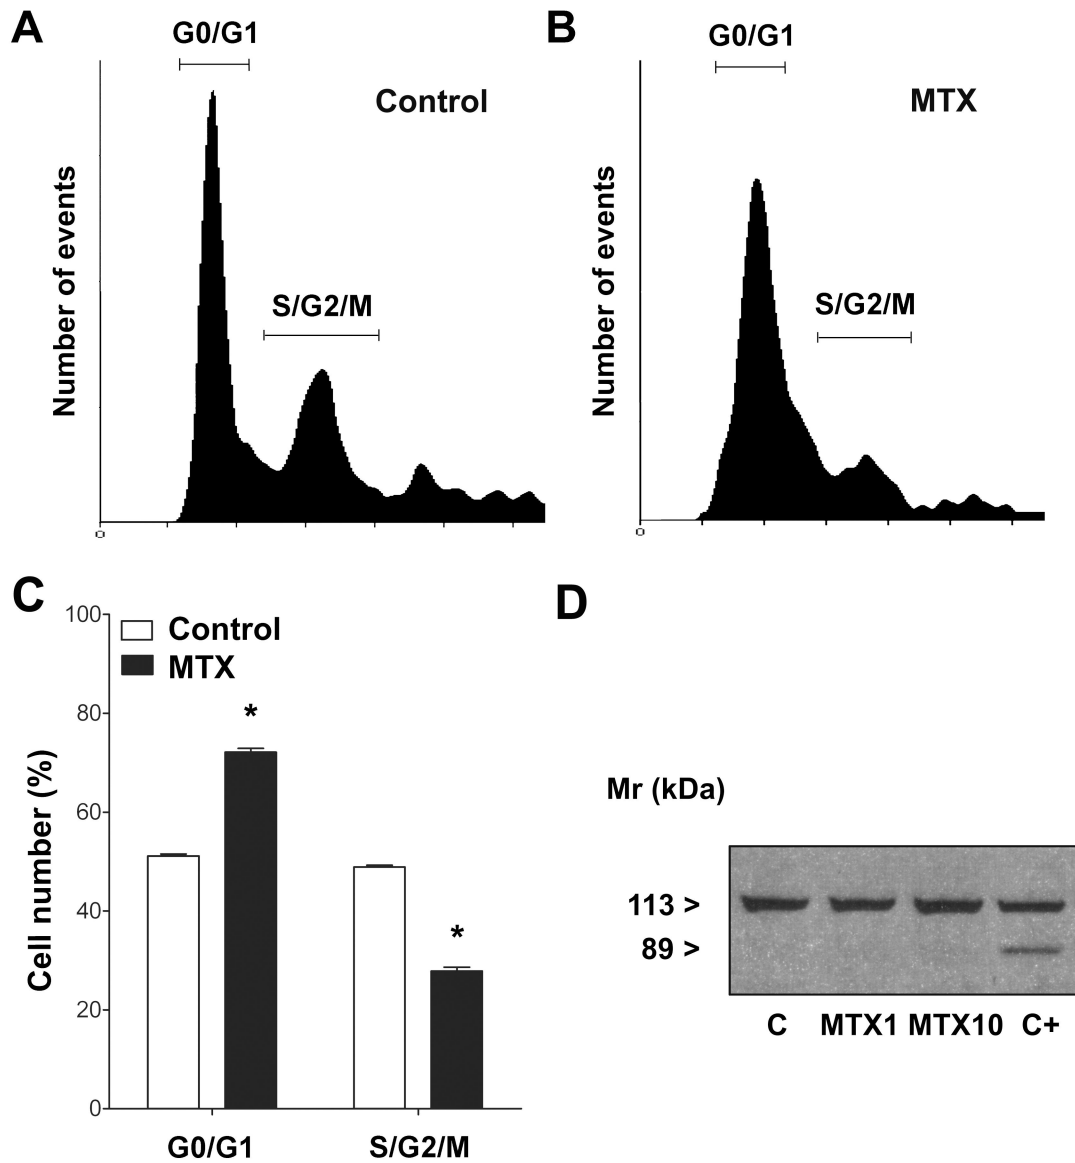 A
G0/G1
Control
Number of events
S/G2/M
0
B
G0/G1
MTX
Number of events
S/G2/M
0
C
100
80
60
40
20
0
Cell number (%)
Control
MTX
*
*
G0/G1
S/G2/M
D
Mr (kDa)
113 >
89 >
C MTX1 MTX10 C+